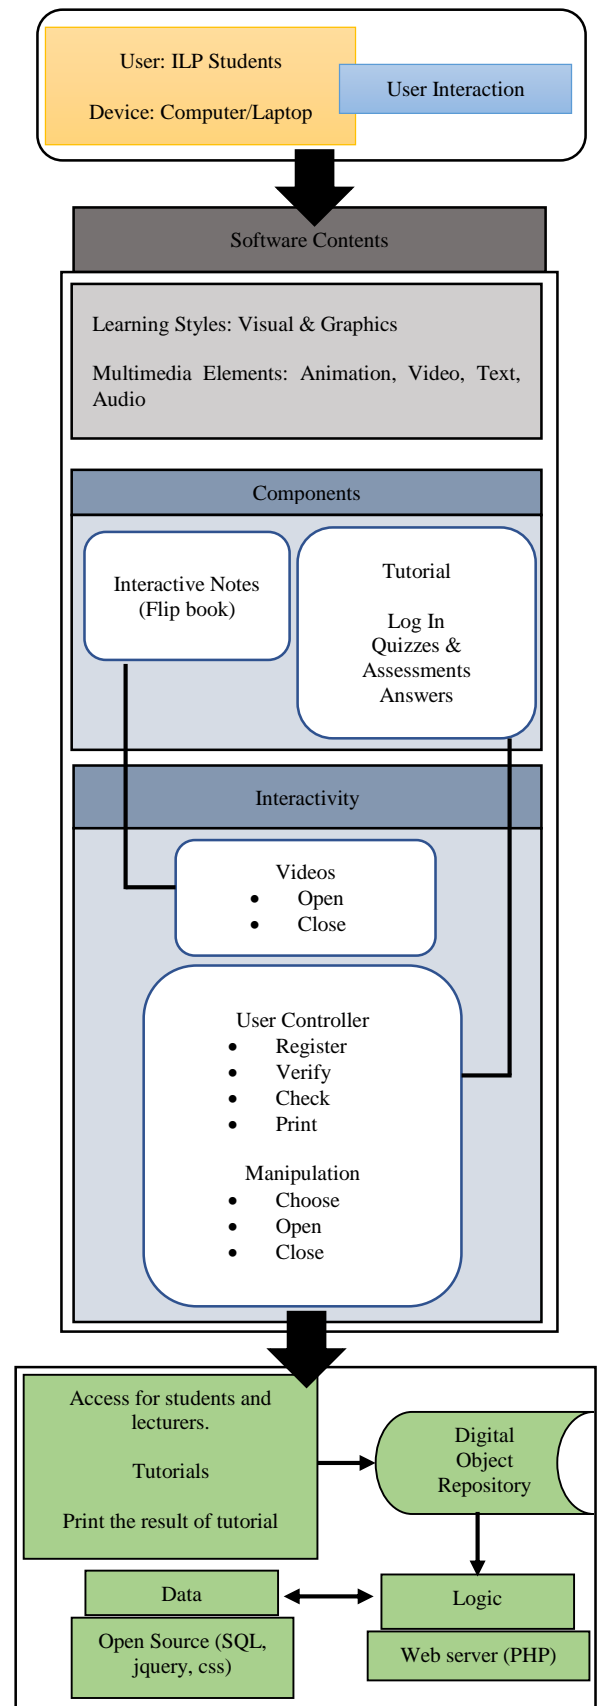 User: ILP Students
Device: Computer/Laptop
User Interaction
Software Contents
Learning Styles: Visual & Graphics
Multimedia Elements: Animation, Video, Text,
Audio
Components
Interactive Notes
(Flip book)
Tutorial
Log In
Quizzes &
Assessments
Answers
Interactivity
Videos
• Open
• Close
User Controller
• Register
• Verify
• Check
• Print
Manipulation
• Choose
• Open
• Close
Access for students and
lecturers.
Tutorials
Print the result of tutorial
Digital
Object
Repository
Data
Open Source (SQL,
jquery, css)
Logic
Web server (PHP)